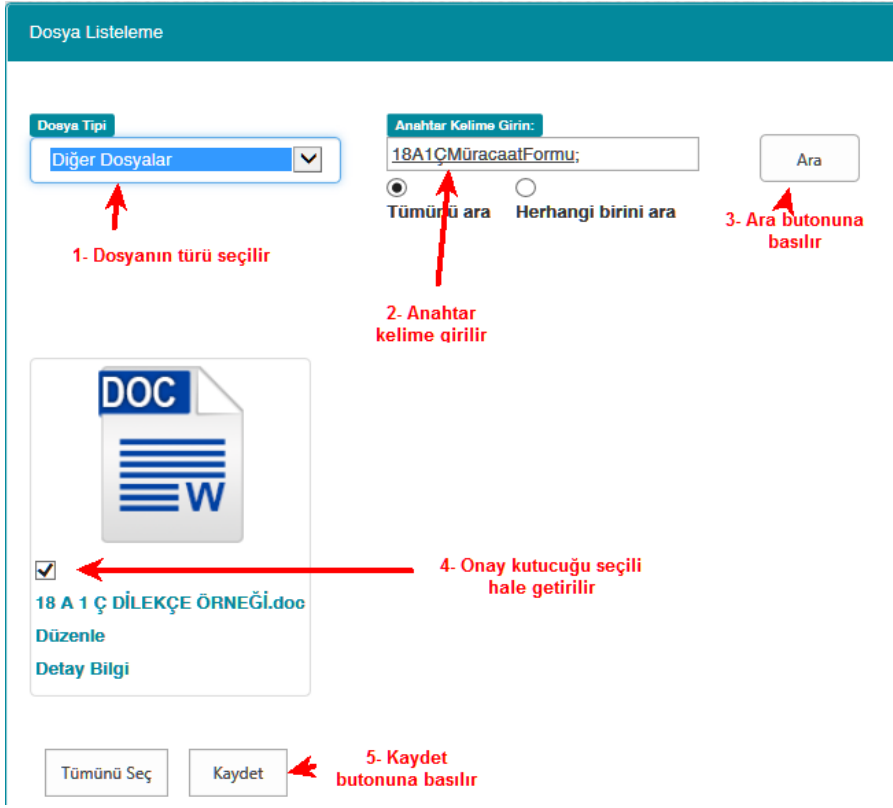 Dosya Listeleme
Dosya Tipi
Diğer Dosyalar
1- Dosyanın türü seçilir
Anahtar Kelime Girin:
18A1ÇMüracaatFormu;
Tümünü ara
Herhangi birini ara
2- Anahtar
kelime girilir
Ara
3- Ara butonuna
basılır
DOC
W
18 A 1 Ç DİLEKÇE ÖRNEĞİ.doc
Düzenle
Detay Bilgi
4- Onay kutucuğu seçili
hale getirilir
Tümünü Seç
Kaydet
5- Kaydet
butonuna basılır